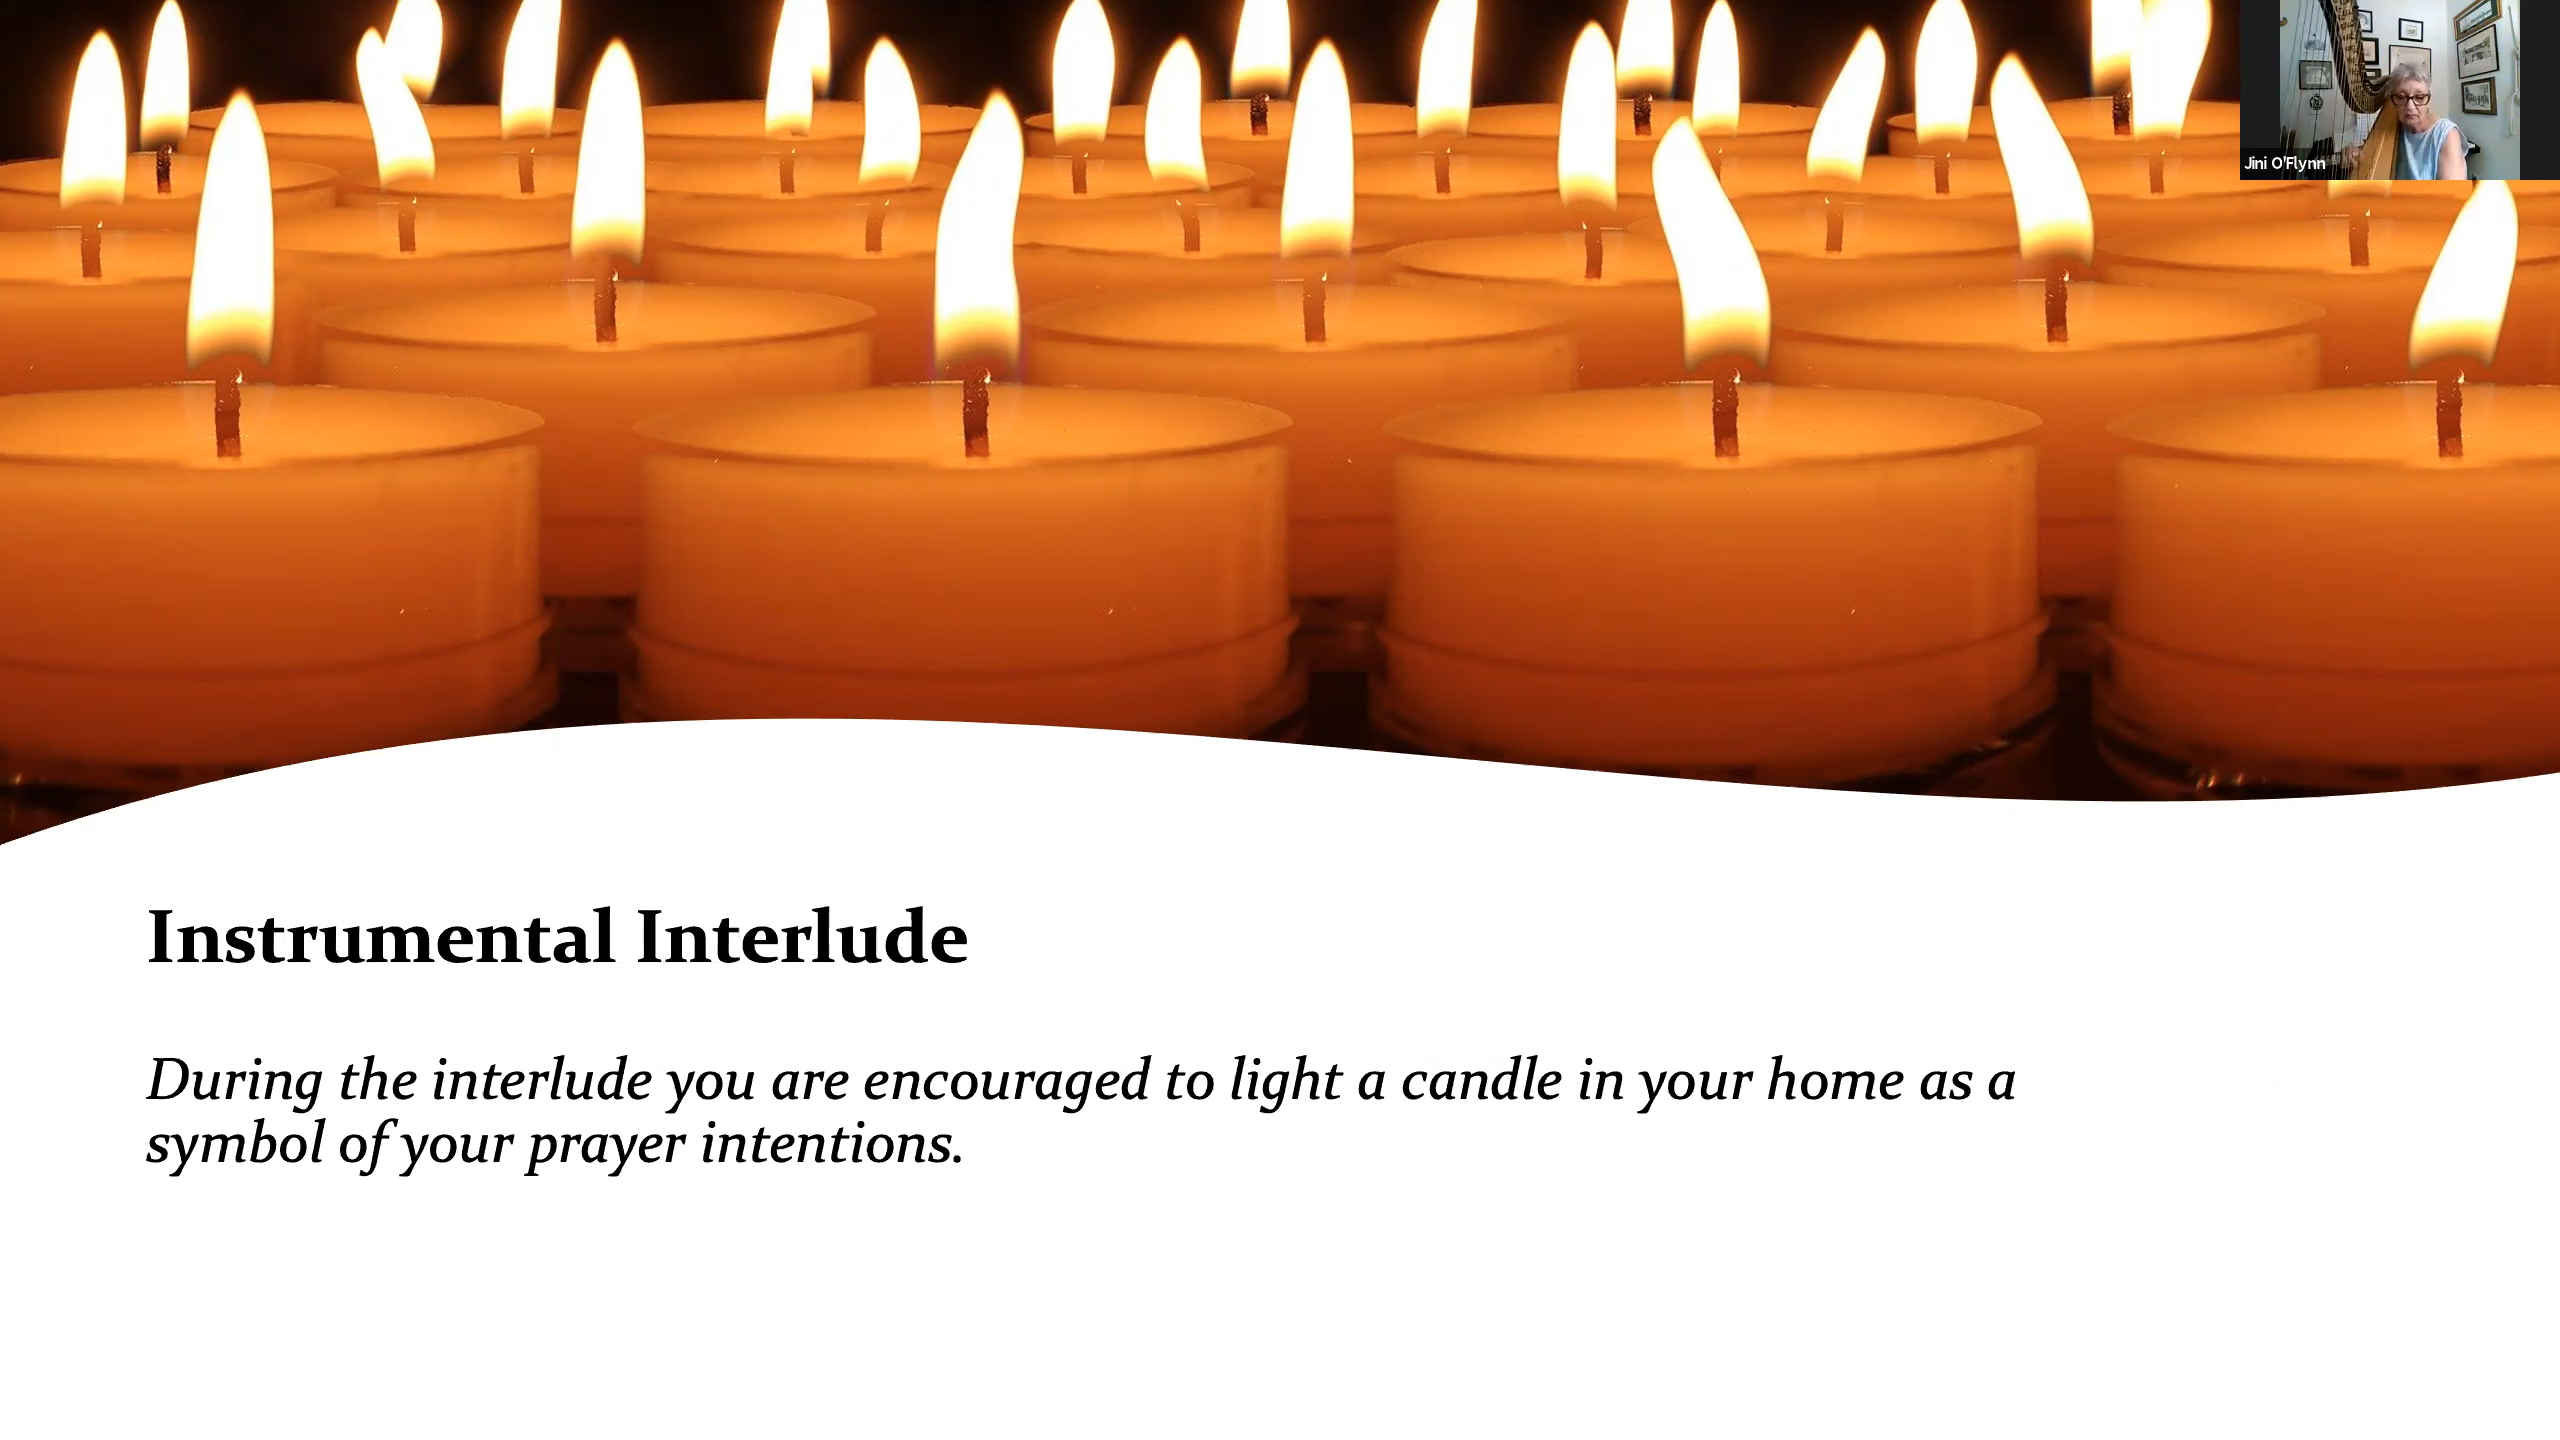 Jini O'Flynn
Instrumental Interlude
During the interlude you are encouraged to light a candle in your home as a
symbol of your prayer intentions.